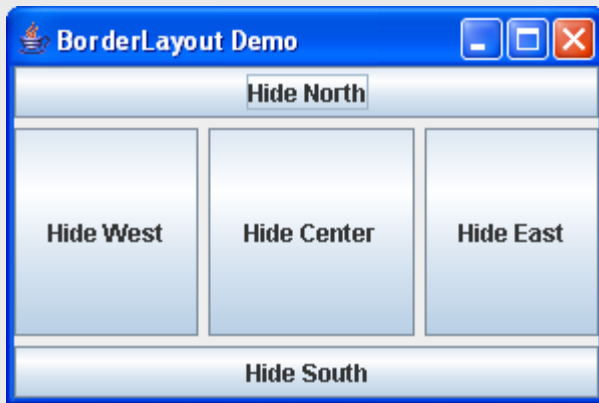 BorderLayout Demo
Hide North
Hide West
Hide Center
Hide East
Hide South